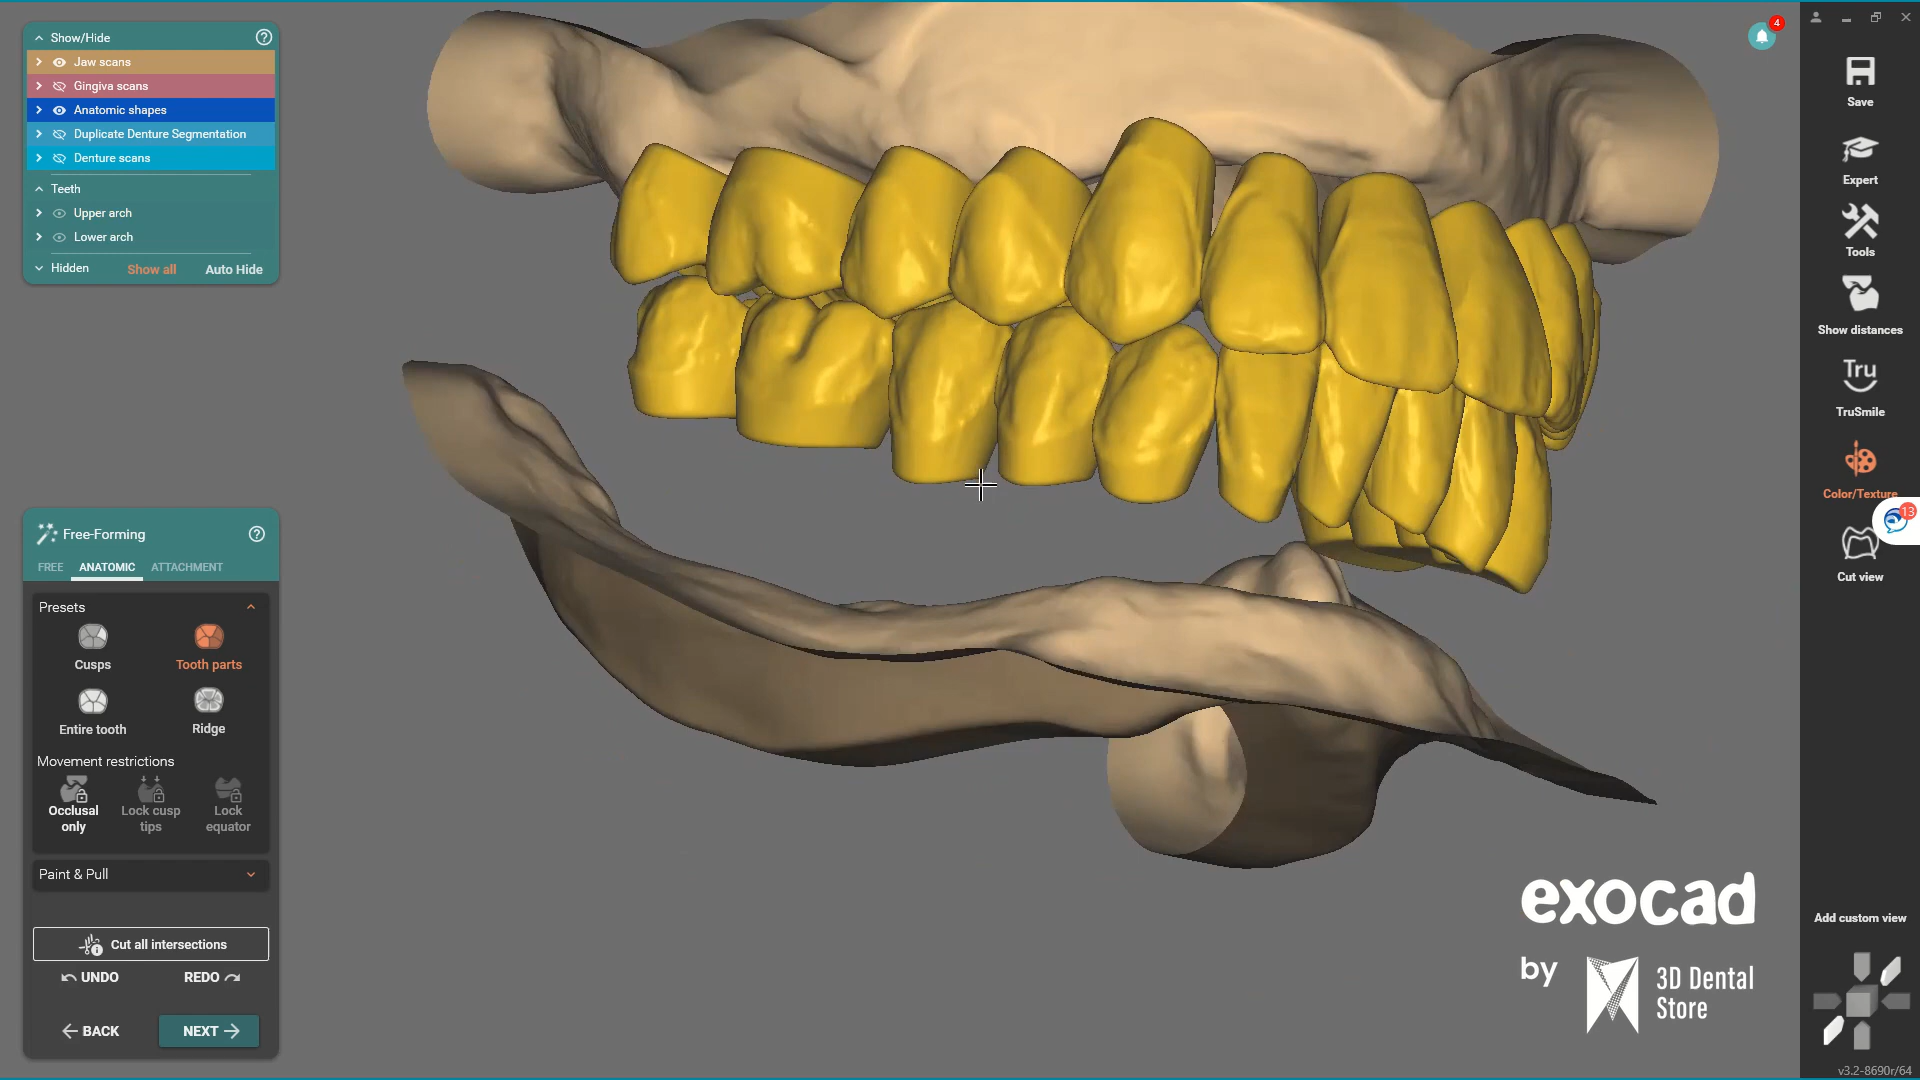 Show/Hide
Jaw scans
Gingiva scans
Anatomic shapes
Duplicate Denture Segmentation
Denture scans
Teeth
Upper arch
Lower arch
Hidden Show all Auto Hide
Free-Forming
FREE ANATOMIC ATTACHMENT
Presets
Cusps Tooth parts
Entire tooth Ridge
Movement restrictions
Occlusal only
Lock cusp tips
Lock equator
Paint & Pull
Cut all intersections
UNDO REDO
BACK NEXT
4
Save
Expert
Tools
Show distances
Tru
TruSmile
Color/Texture
13
Cut view
Add custom view
v3.2-8690r/64
exocad
by
3D Dental
Store